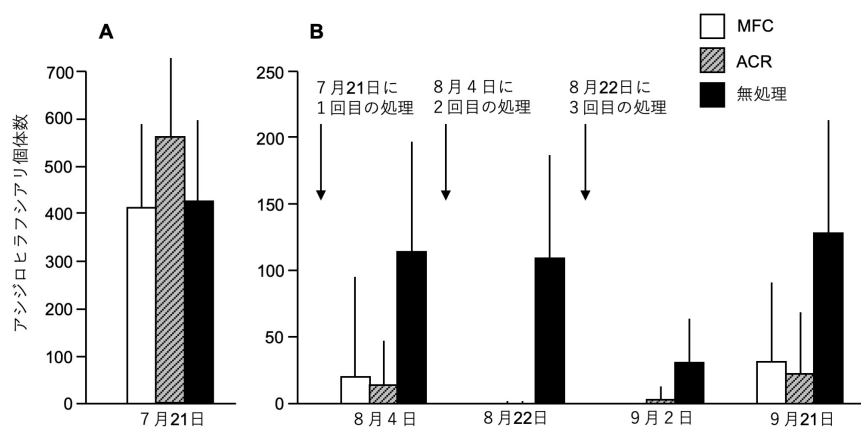 A
B
MFC
ACR
無処理
アシジロヒラフシアリ個体数
700
600
500
400
300
200
100
0
7月21日
250
200
150
100
50
0
7月21日に
1回目の処理
8月4日に
2回目の処理
8月22日に
3回目の処理
8月4日
8月22日
9月2日
9月21日